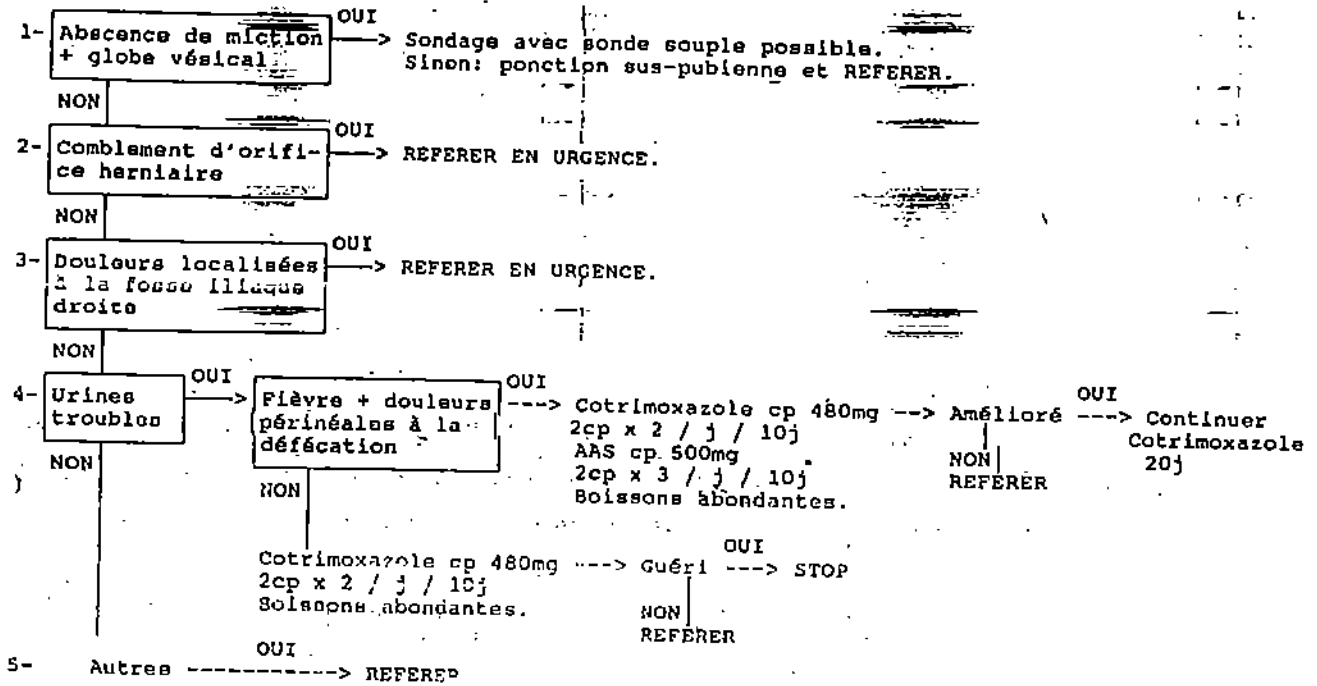 OUI
1- Abscence de miction ---> Sondage avec sonde souple possible.
+ globe vésical Sinon: ponction sus-pubienne et REFERER.
NON
OUI
2- Comblement d'orifi- ---> REFERER EN URGENCE.
ce herniaire
NON
OUI
3- Douleurs localisées ---> REFERER EN URGENCE.
à la fosse iliaque
droite
NON
OUI OUI OUI
4- Urines ---> Fièvre + douleurs ---> Cotrimoxazole cp 480mg ---> Amélioré ---> Continuer
troubles périnéales à la 2cp x 2 / j / 10j Cotrimoxazole
défécation AAS cp 500mg NON 20j
NON 2cp x 3 / j / 10j REFERER
NON Boissons abondantes.
OUI
Cotrimoxazole cp 480mg ---> Guéri ---> STOP
2cp x 2 / j / 10j
Boissons abondantes. NON
REFERER
OUI
5- Autres -----------> REFERER